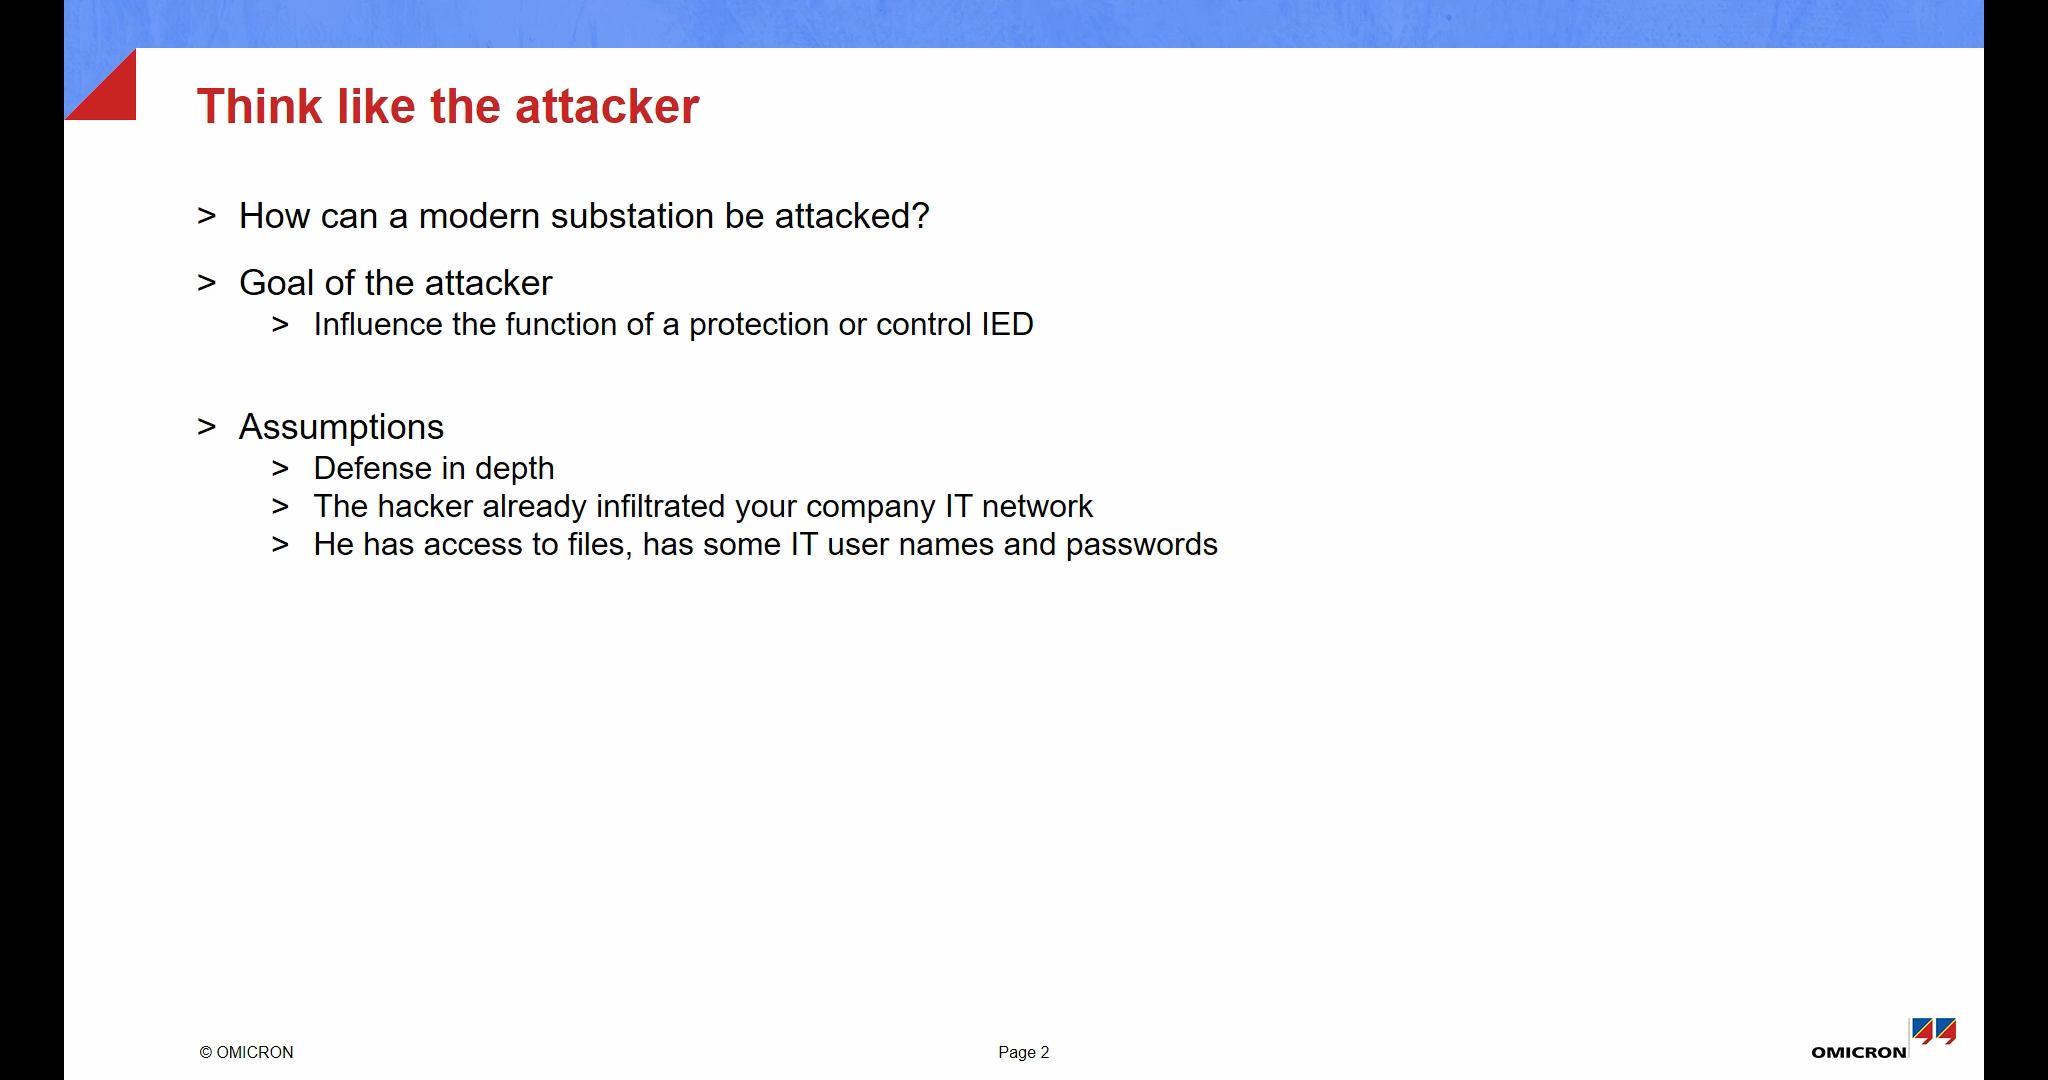 Think like the attacker
> How can a modern substation be attacked?
> Goal of the attacker
> Influence the function of a protection or control IED
> Assumptions
> Defense in depth
> The hacker already infiltrated your company IT network
> He has access to files, has some IT user names and passwords
© OMICRON
Page 2
OMICRON